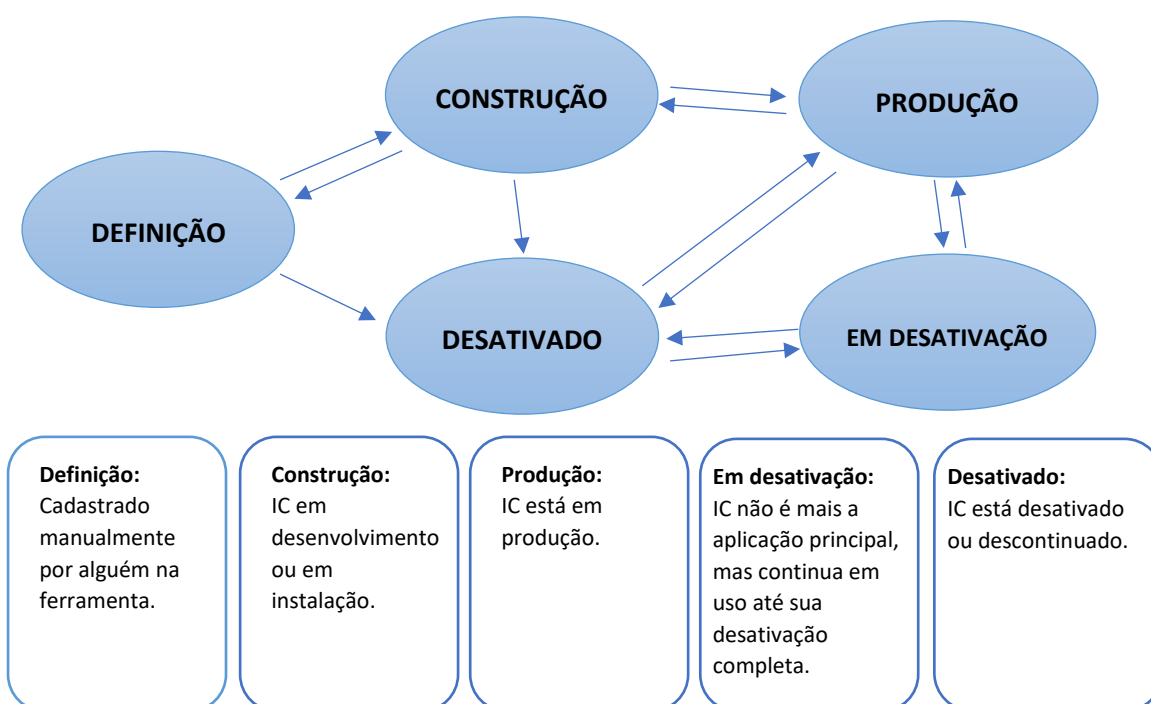 CONSTRUÇÃO
PRODUÇÃO
DEFINIÇÃO
DESATIVADO
EM DESATIVAÇÃO
Definição:
Cadastrado
manualmente
por alguém na
ferramenta.
Construção:
IC em
desenvolvimento
ou em
instalação.
Produção:
IC está em
produção.
Em desativação:
IC não é mais a
aplicação principal,
mas continua em
uso até sua
desativação
completa.
Desativado:
IC está desativado
ou descontinuado.